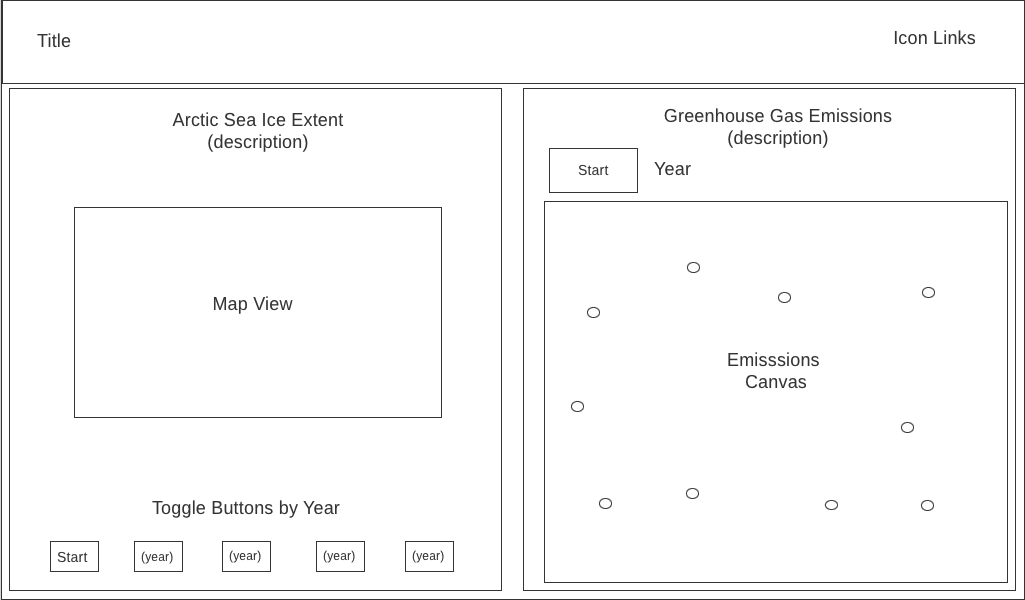 Title
Icon Links
Arctic Sea Ice Extent
(description)
Map View
Toggle Buttons by Year
Start
(year)
(year)
(year)
(year)
Greenhouse Gas Emissions
(description)
Start
Year
Emisssions
Canvas